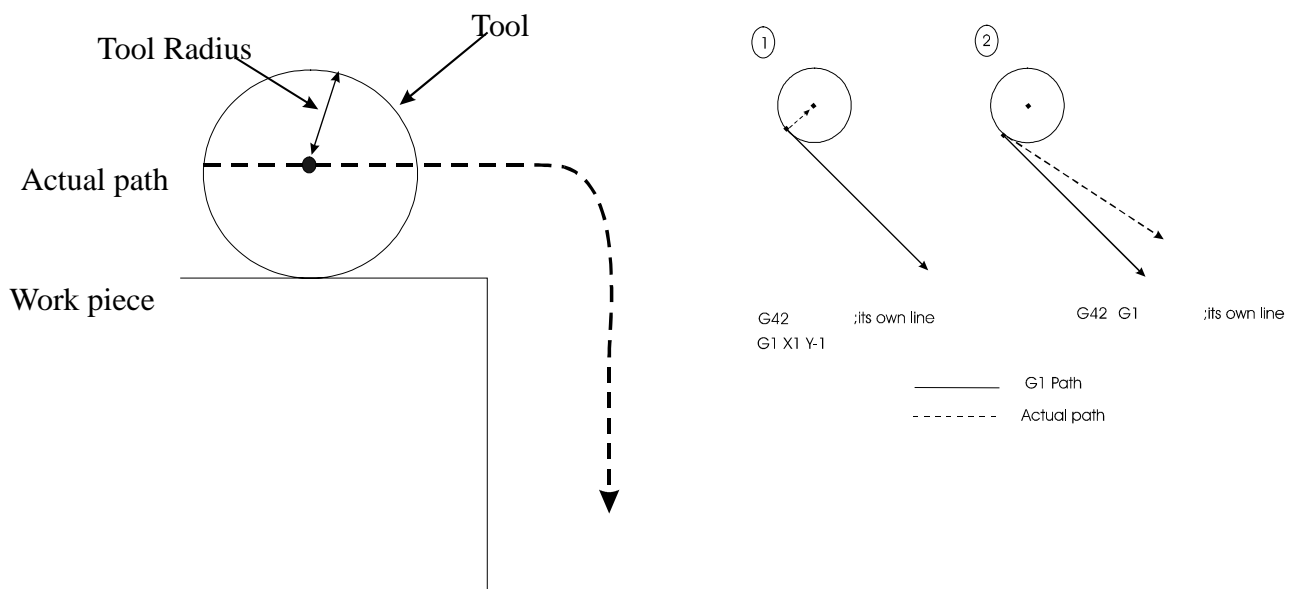 Tool
Tool Radius
Actual path
Work piece
1
2
G42 ;its own line
G1 X1 Y-1
G42 G1 ;its own line
G1 Path
Actual path